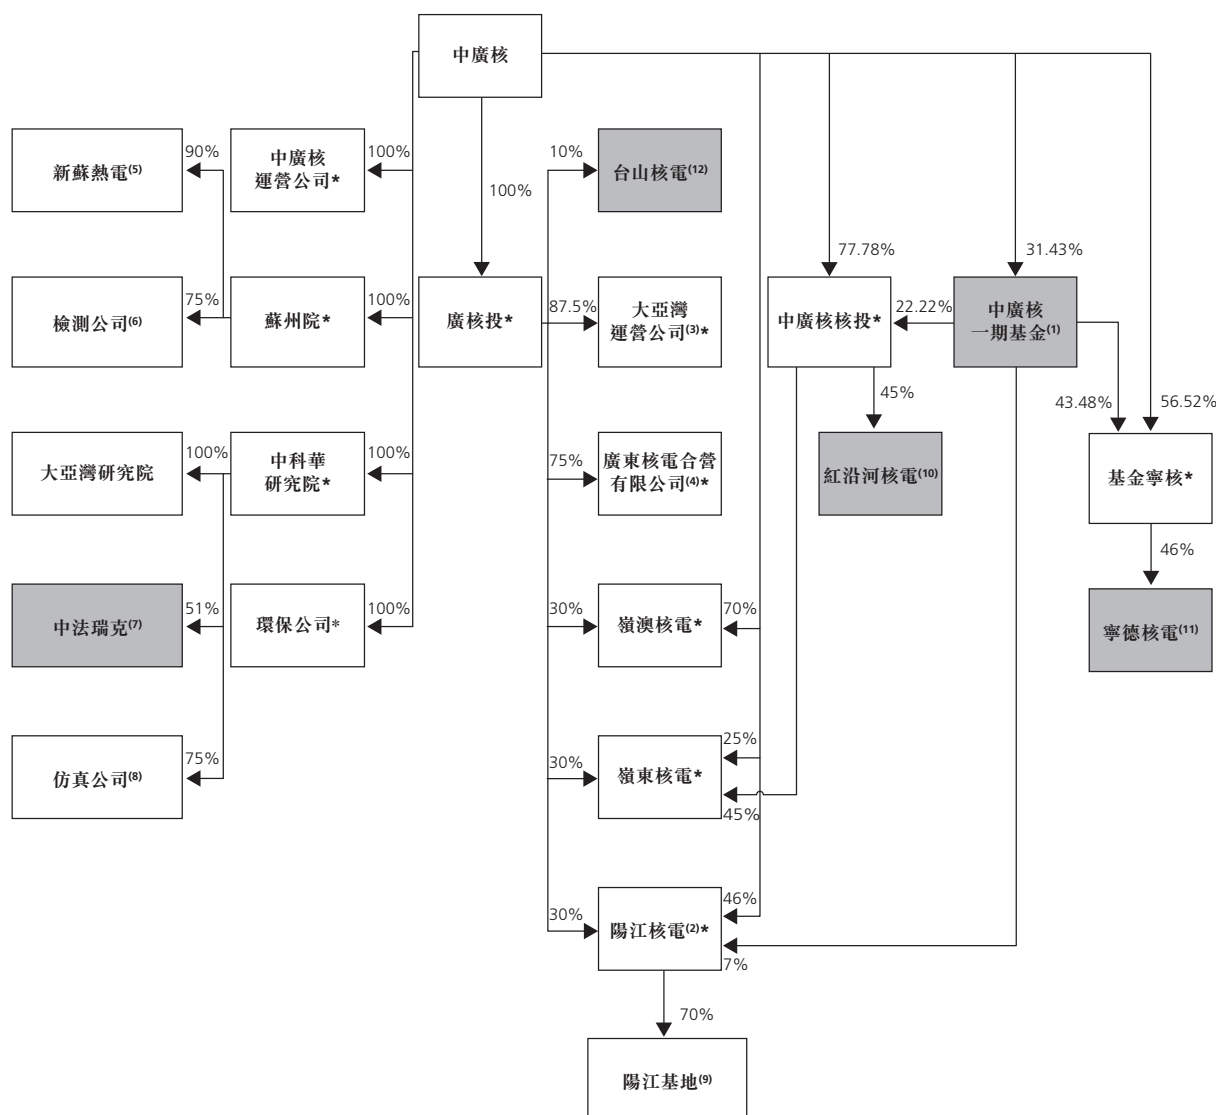 中廣核
新蘇熱電(5)
90%
中廣核
運營公司*
100%
100%
10%
台山核電(12)
77.78%
31.43%
檢測公司(6)
75%
蘇州院*
100%
廣核投*
87.5%
大亞灣
運營公司(3)*
中廣核核投*
22.22%
中廣核
一期基金(1)
45%
43.48%
56.52%
大亞灣研究院
100%
中科華
研究院*
100%
75%
廣東核電合營
有限公司(4)*
紅沿河核電(10)
基金寧核*
46%
中法瑞克(7)
51%
環保公司*
100%
30%
嶺澳核電*
70%
寧德核電(11)
仿真公司(8)
75%
30%
嶺東核電*
25%
45%
30%
陽江核電(2)*
46%
7%
70%
陽江基地(9)